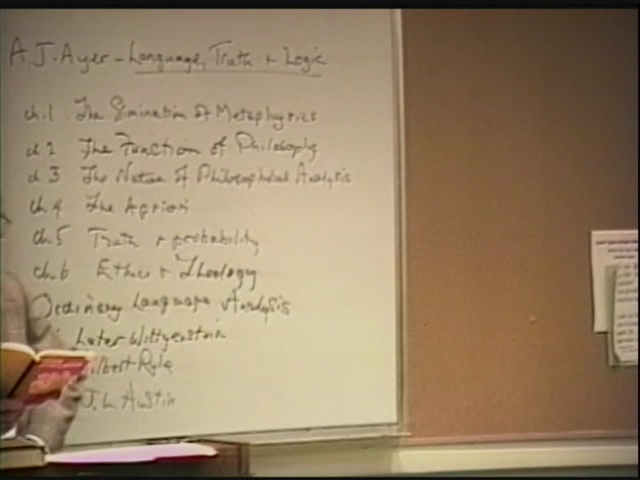 A.J. Ayer - Language, Truth + Logic
ch.1 The Elimination of Metaphysics
ch 2 The Function of Philosophy
ch 3 The Nature of Philosophical Analysis
ch 4 The Apriori
ch.5 Truth + probability
ch.6 Ethics + Theology
Ordinary Language Analysis
Later Wittgenstein
ilbert Ryle
J.L. Austin